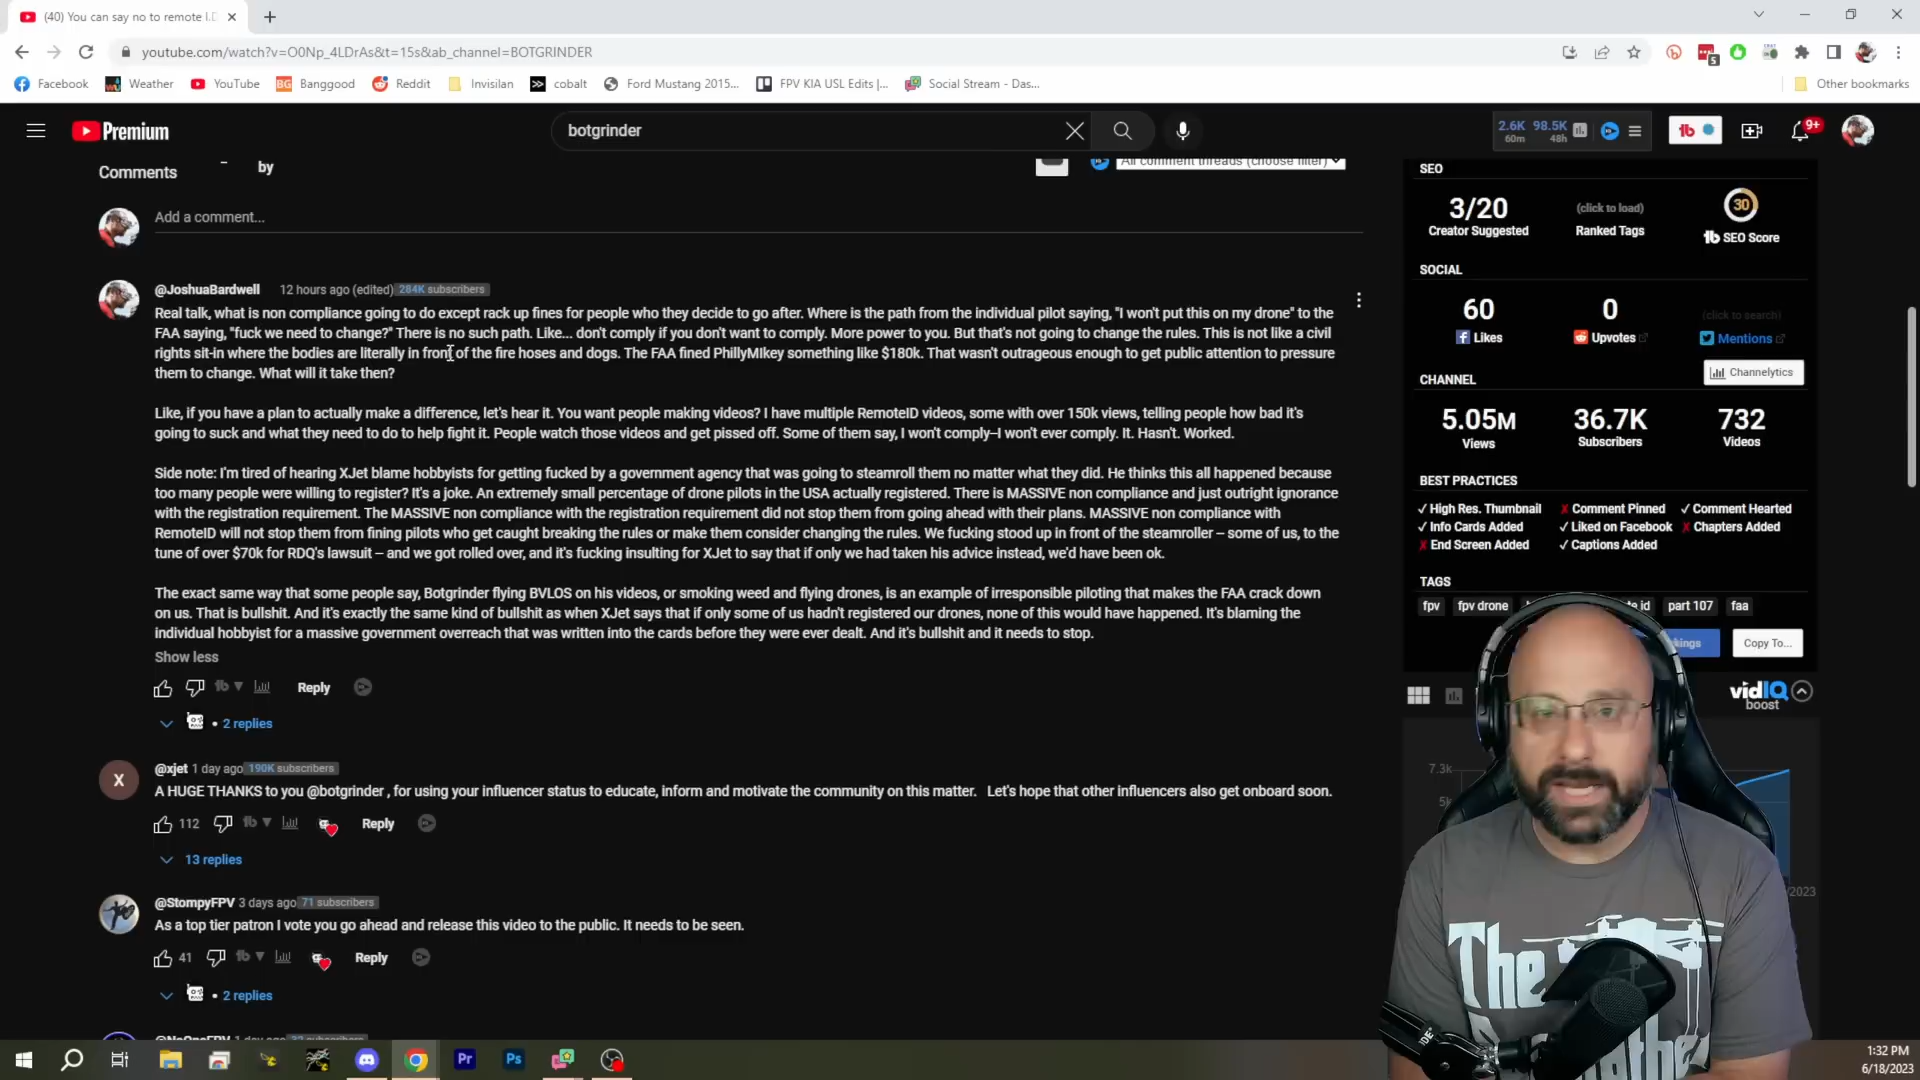 (40) You can say no to remote I.D
youtube.com/watch?v=O0Np_4LDrAs&t=15s&ab_channel=BOTGRINDER
5
Facebook
Weather
YouTube
BG Banggood
Reddit
Invisilan
cobalt
Ford Mustang 2015...
FPV KIA USL Edits |...
Social Stream - Das...
Other bookmarks
Premium
botgrinder
2.6K 98.5K
60m 48h
9+
Comments
by
All comment threads (choose filter)
Add a comment...
@JoshuaBardwell 12 hours ago (edited) 284K subscribers
Real talk, what is non compliance going to do except rack up fines for people who they decide to go after. Where is the path from the individual pilot saying, "I won't put this on my drone" to the
FAA saying, "fuck we need to change?" There is no such path. Like... don't comply if you don't want to comply. More power to you. But that's not going to change the rules. This is not like a civil
rights sit-in where the bodies are literally in front of the fire hoses and dogs. The FAA fined PhillyMIkey something like $180k. That wasn't outrageous enough to get public attention to pressure
them to change. What will it take then?
Like, if you have a plan to actually make a difference, let's hear it. You want people making videos? I have multiple RemoteID videos, some with over 150k views, telling people how bad it's
going to suck and what they need to do to help fight it. People watch those videos and get pissed off. Some of them say, I won't comply--I won't ever comply. It. Hasn't. Worked.
Side note: I'm tired of hearing XJet blame hobbyists for getting fucked by a government agency that was going to steamroll them no matter what they did. He thinks this all happened because
too many people were willing to register? It's a joke. An extremely small percentage of drone pilots in the USA actually registered. There is MASSIVE non compliance and just outright ignorance
with the registration requirement. The MASSIVE non compliance with the registration requirement did not stop them from going ahead with their plans. MASSIVE non compliance with
RemoteID will not stop them from fining pilots who get caught breaking the rules or make them consider changing the rules. We fucking stood up in front of the steamroller -- some of us, to the
tune of over $70k for RDQ's lawsuit -- and we got rolled over, and it's fucking insulting for XJet to say that if only we had taken his advice instead, we'd have been ok.
The exact same way that some people say, Botgrinder flying BVLOS on his videos, or smoking weed and flying drones, is an example of irresponsible piloting that makes the FAA crack down
on us. That is bullshit. And it's exactly the same kind of bullshit as when XJet says that if only some of us hadn't registered our drones, none of this would have happened. It's blaming the
individual hobbyist for a massive government overreach that was written into the cards before they were ever dealt. And it's bullshit and it needs to stop.
Show less
Reply
• 2 replies
X
@xjet 1 day ago 190K subscribers
A HUGE THANKS to you @botgrinder , for using your influencer status to educate, inform and motivate the community on this matter. Let's hope that other influencers also get onboard soon.
112 Reply
13 replies
@StompyFPV 3 days ago 71 subscribers
As a top tier patron I vote you go ahead and release this video to the public. It needs to be seen.
41 Reply
• 2 replies
SEO
3/20
Creator Suggested
(click to load)
Ranked Tags
30
SEO Score
SOCIAL
60
Likes
0
Upvotes
(click to search)
Mentions
CHANNEL
Channelytics
5.05M
Views
36.7K
Subscribers
732
Videos
BEST PRACTICES
✓ High Res. Thumbnail ✗ Comment Pinned ✓ Comment Hearted
✓ Info Cards Added ✓ Liked on Facebook ✗ Chapters Added
✗ End Screen Added ✓ Captions Added
TAGS
fpv fpv drone id part 107 faa
Copy To...
vidIQ
boost
7.3k
The
Pr
Ps
1:32 PM
6/18/2023